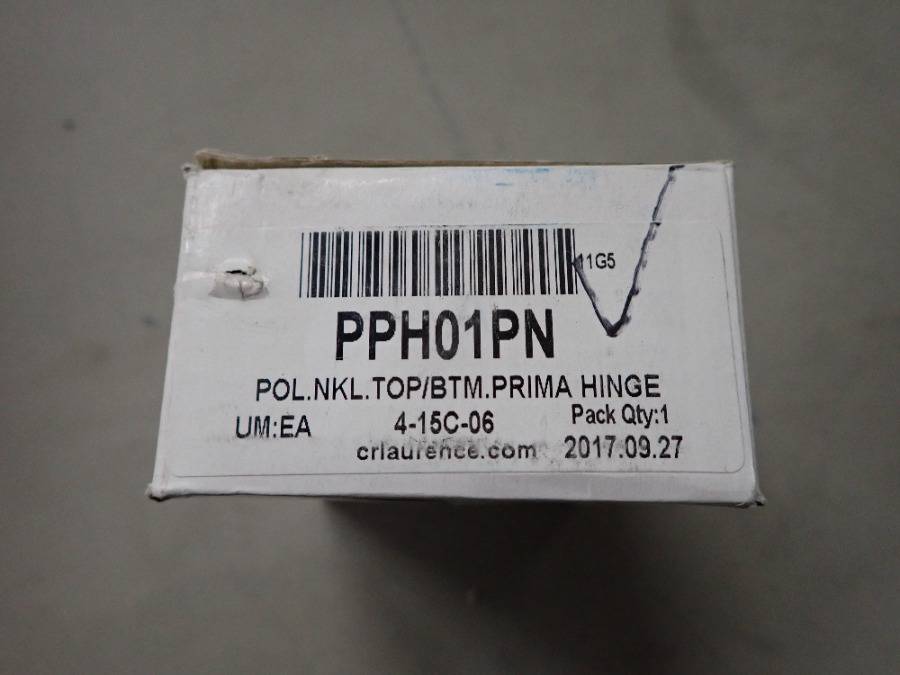 11G5
PPH01PN
POL.NKL.TOP/BTM.PRIMA HINGE
UM:EA 4-15C-06 Pack Qty:1
crlaurence.com 2017.09.27